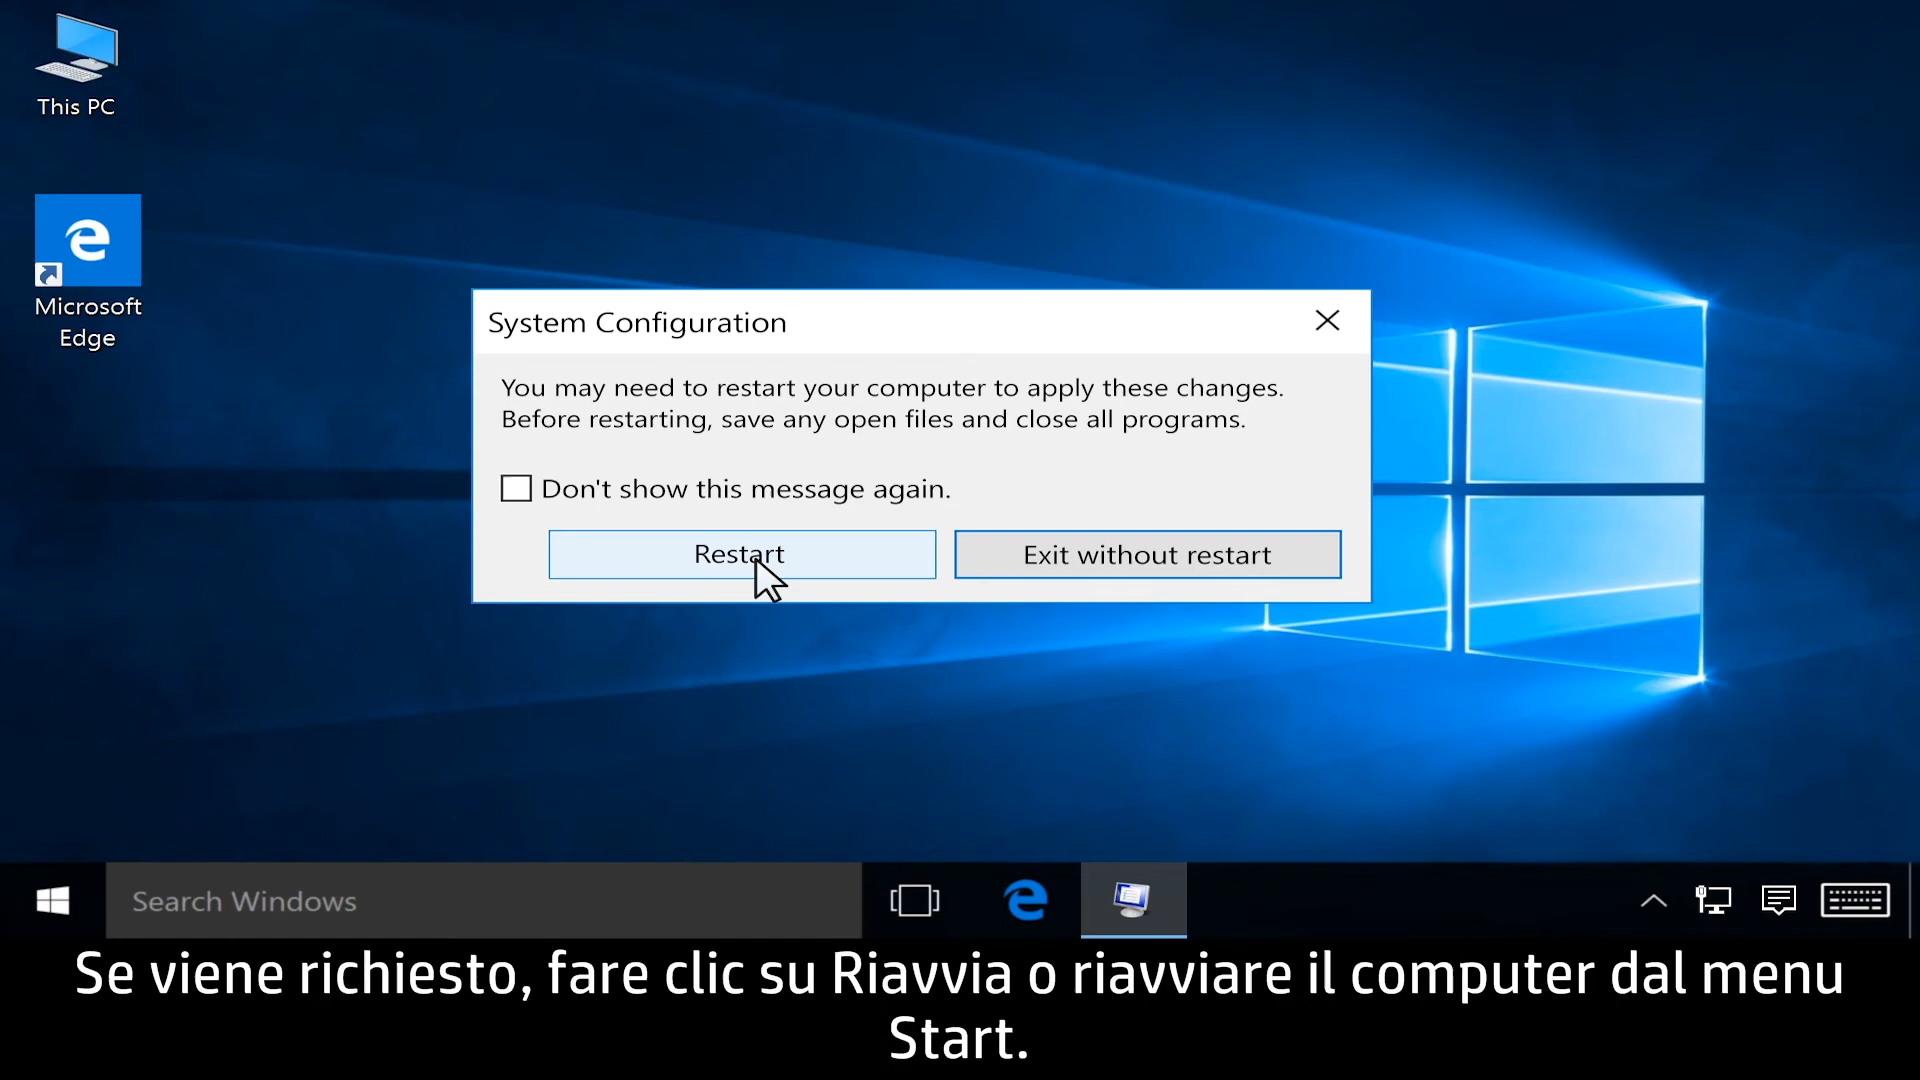 This PC
Microsoft
Edge
System Configuration
You may need to restart your computer to apply these changes.
Before restarting, save any open files and close all programs.
Don't show this message again.
Restart
Exit without restart
Search Windows
Se viene richiesto, fare clic su Riavvia o riavviare il computer dal menu
Start.